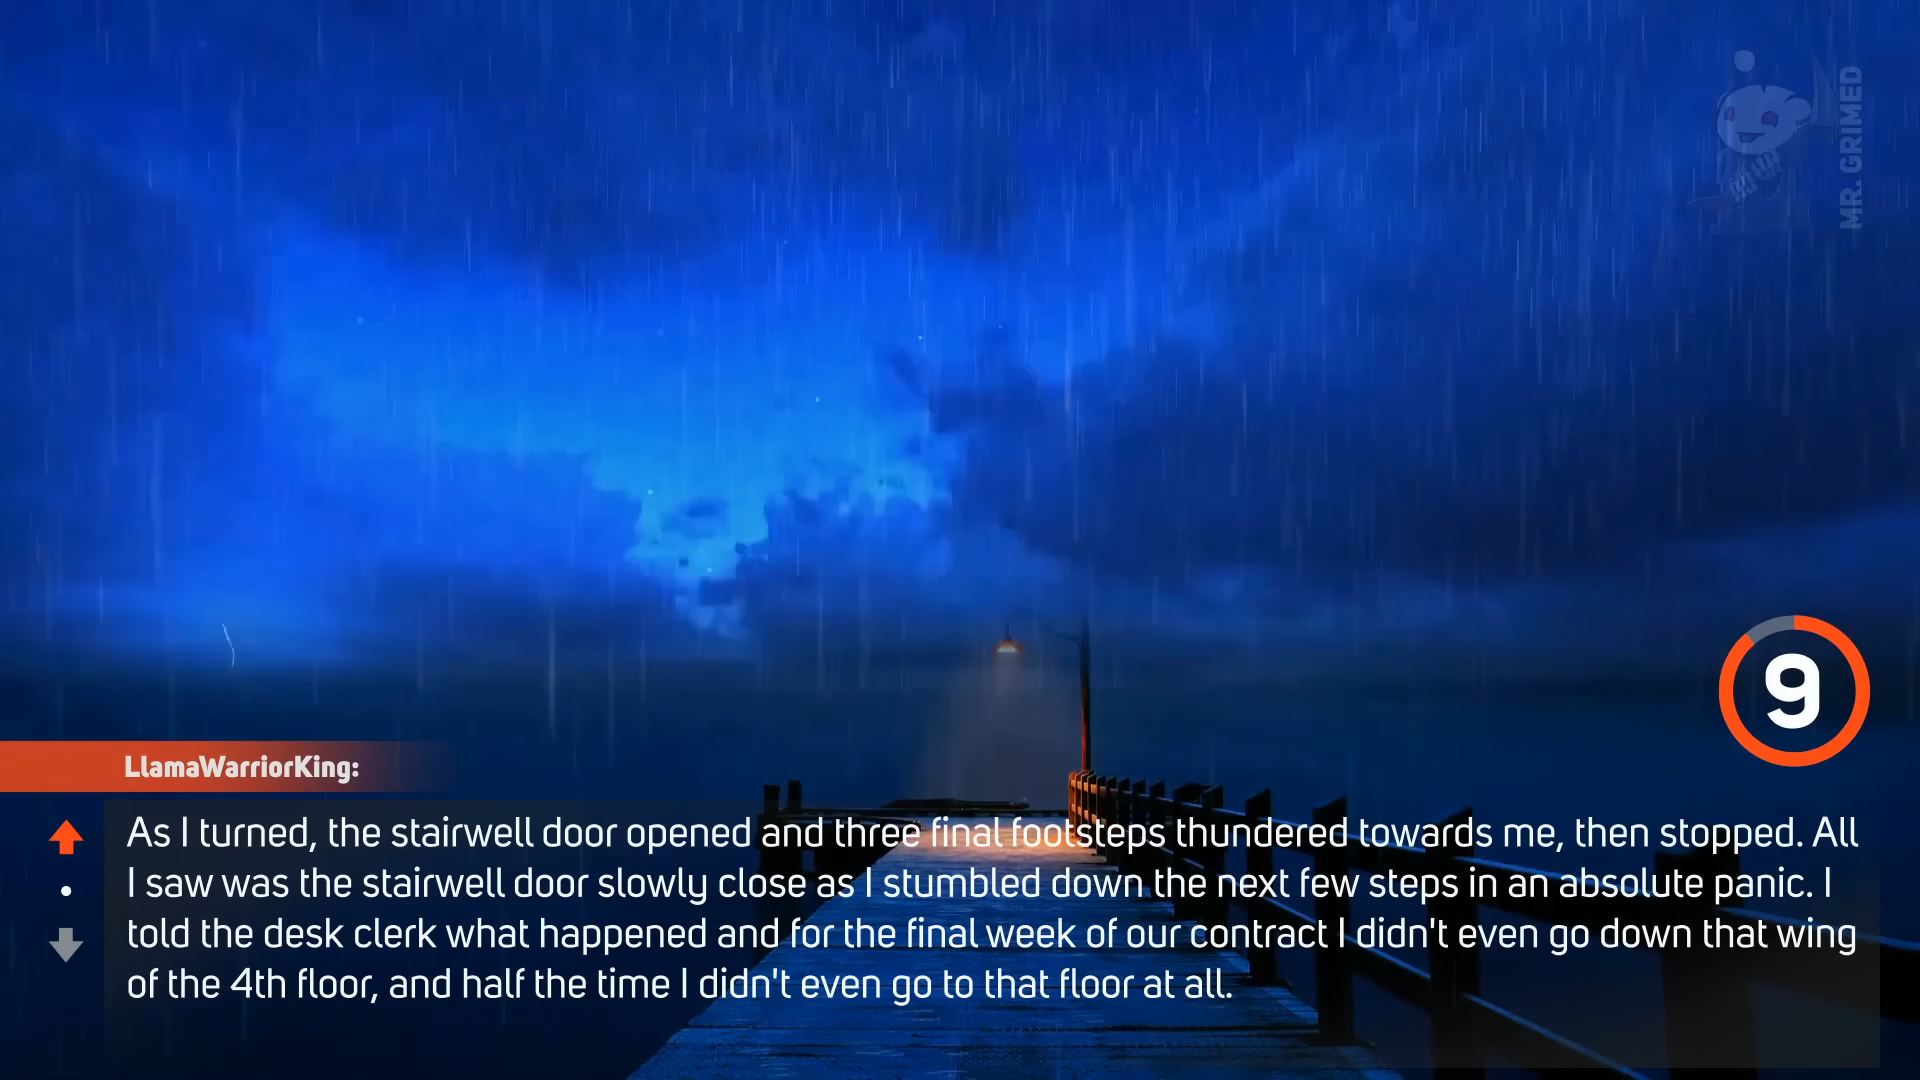 MR. GRIMED
9
LlamaWarriorKing:
As I turned, the stairwell door opened and three final footsteps thundered towards me, then stopped. All
I saw was the stairwell door slowly close as I stumbled down the next few steps in an absolute panic. I
told the desk clerk what happened and for the final week of our contract I didn't even go down that wing
of the 4th floor, and half the time I didn't even go to that floor at all.